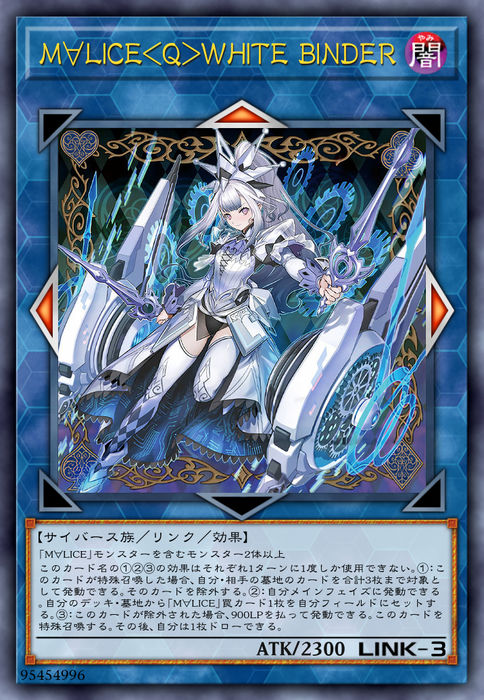 M∀LICE<Q>WHITE BINDER
やみ
闇
【サイバース族／リンク／効果】
「M∀LICE」モンスターを含むモンスター2体以上
このカード名の①②③の効果はそれぞれ1ターンに1度しか使用できない。①：こ
のカードが特殊召喚した場合、自分・相手の墓地のカードを合計3枚まで対象と
して発動できる。そのカードを除外する。②：自分メインフェイズに発動できる
。自分のデッキ・墓地から「M∀LICE」罠カード1枚を自分フィールドにセットす
る。③：このカードが除外された場合、900LPを払って発動できる。このカードを
特殊召喚する。その後、自分は1枚ドローできる。
ATK/2300 LINK-3
95454996